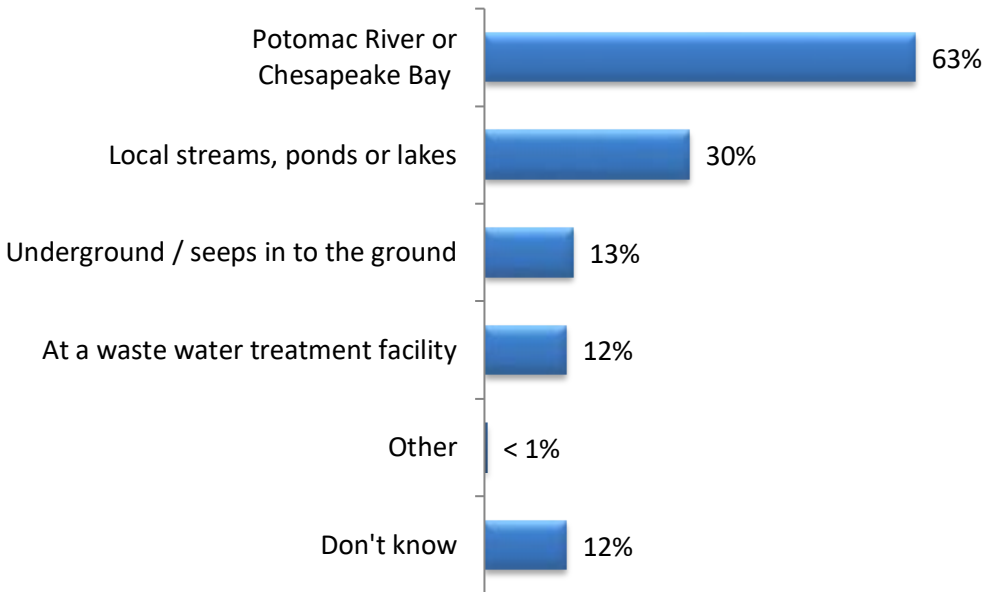 Potomac River or
Chesapeake Bay
63%
Local streams, ponds or lakes
30%
Underground / seeps in to the ground
13%
At a waste water treatment facility
12%
Other
< 1%
Don't know
12%